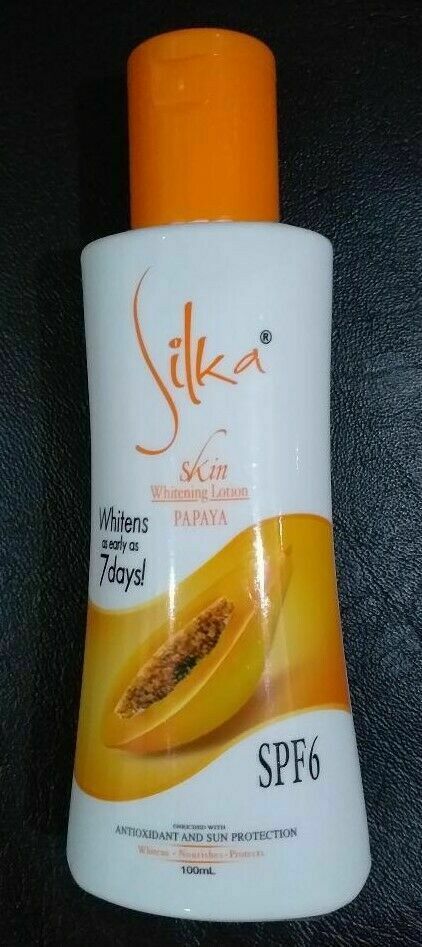 Silka®
skin
Whitening Lotion
PAPAYA
Whitens
as early as
7days!
SPF6
ENRICHED WITH
ANTIOXIDANT AND SUN PROTECTION
Whitens - Nourishes - Protects
100mL